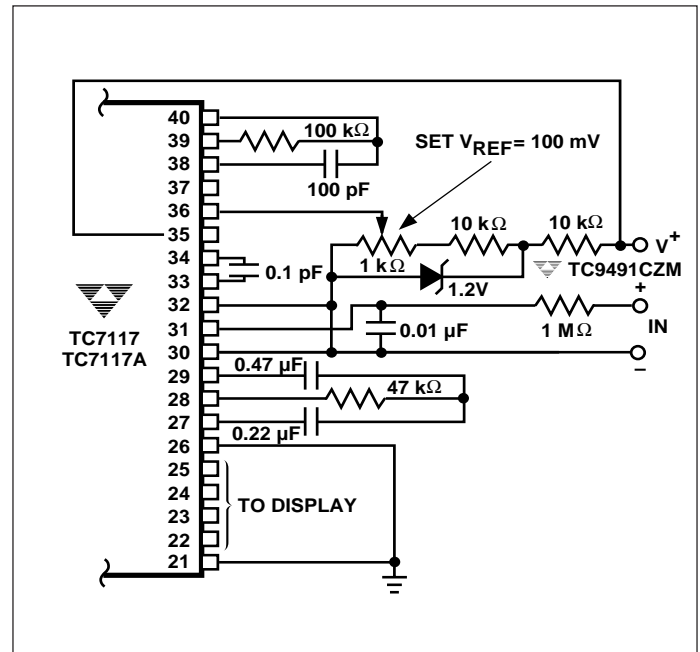 40
39
100 kΩ
SET VREF = 100 mV
38
37
100 pF
36
10 kΩ
10 kΩ
35
V+
34
1 kΩ
TC9491CZM
33
0.1 pF
1.2V
+
32
31
0.01 µF
1 MΩ
IN
TC7117
TC7117A
30
–
29
0.47 µF
28
47 kΩ
27
0.22 µF
26
25
24
TO DISPLAY
23
22
21